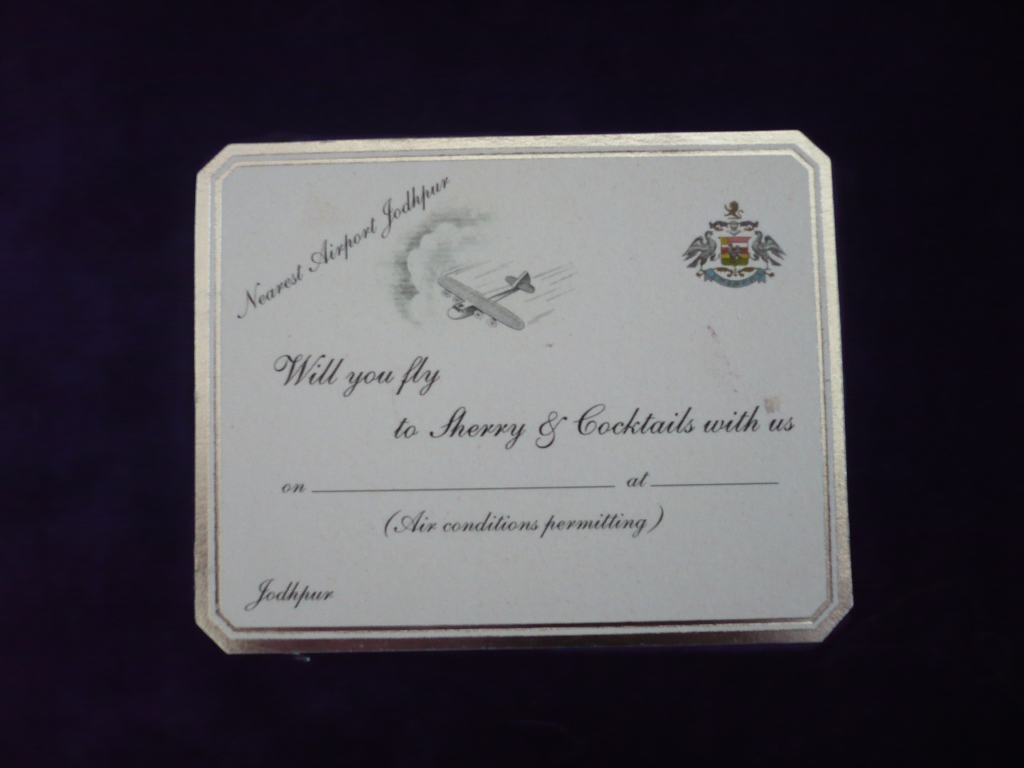 Nearest Airport Jodhpur
Will you fly
to Sherry & Cocktails with us
on at
(Air conditions permitting)
Jodhpur